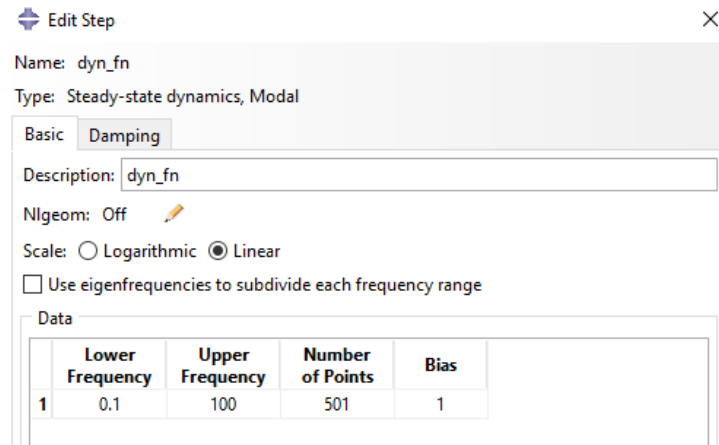 Edit Step
Name: dyn_fn
Type: Steady-state dynamics, Modal
Basic Damping
Description: dyn_fn
Nlgeom: Off
Scale: Logarithmic Linear
Use eigenfrequencies to subdivide each frequency range
Data
Lower Frequency Upper Frequency Number of Points Bias
1 0.1 100 501 1